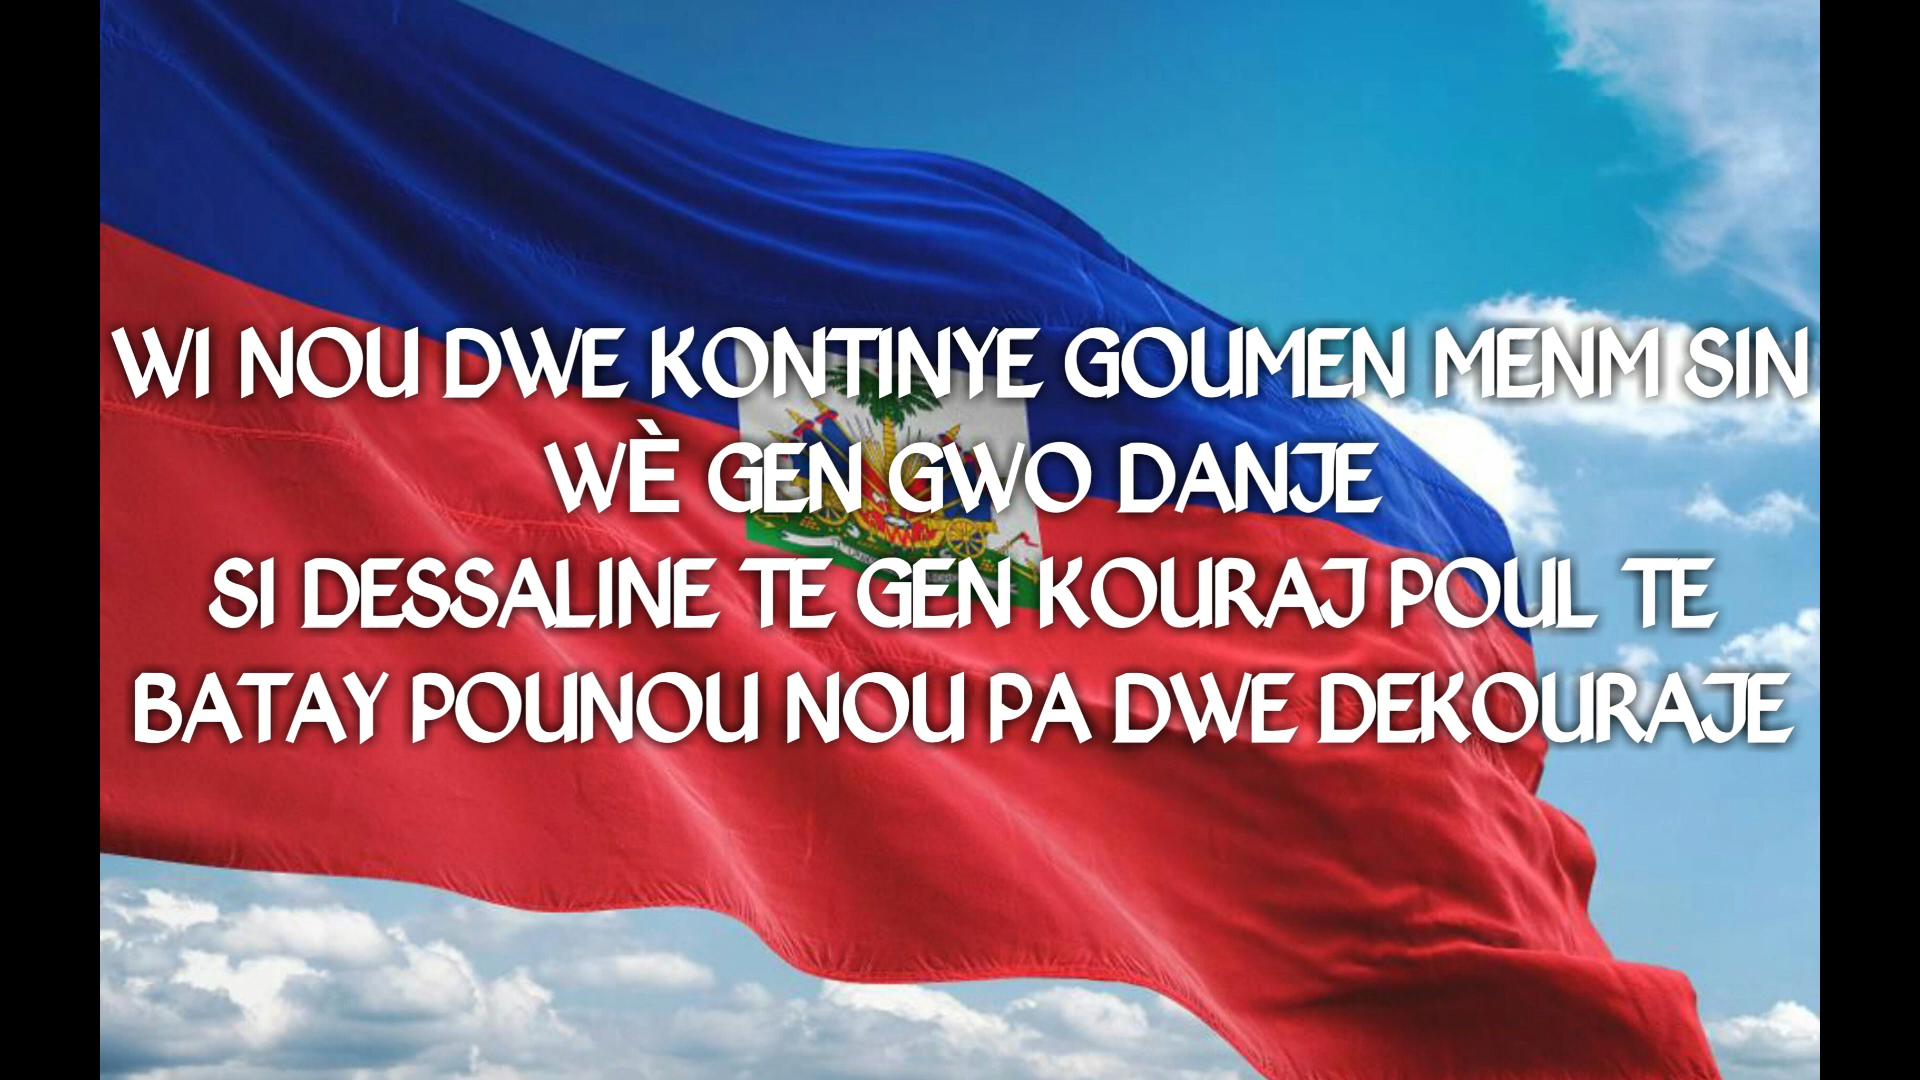 WI NOU DWE KONTINYE GOUMEN MENM SIN
WÈ GEN GWO DANJE
SI DESSALINE TE GEN KOURAJ POUL TE
BATAY POUNOU NOU PA DWE DEKOURAJE